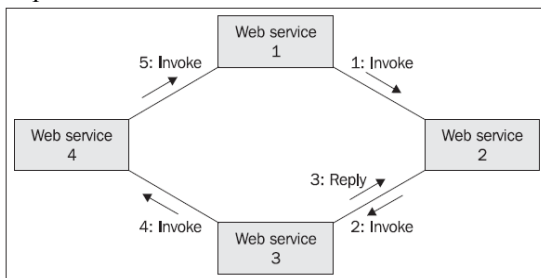 Web service
1
5: Invoke
1: Invoke
Web service
4
Web service
2
3: Reply
4: Invoke
2: Invoke
Web service
3